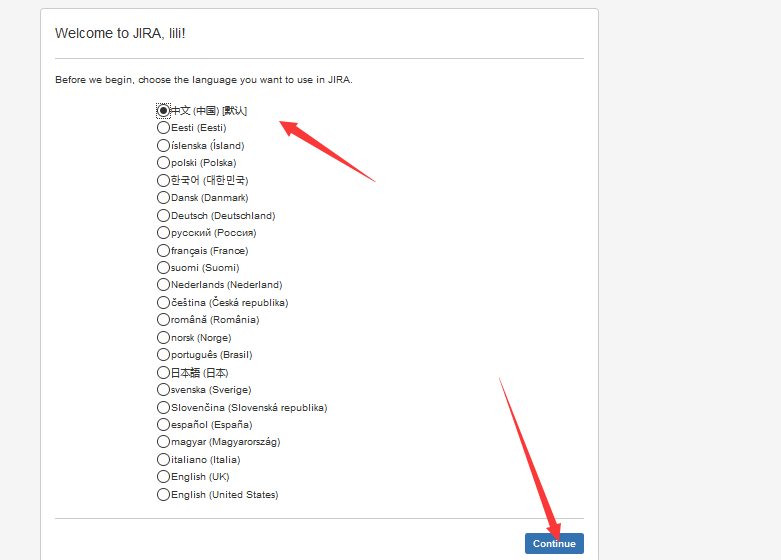 Welcome to JIRA, lili!
Before we begin, choose the language you want to use in JIRA.
中文 (中国) [默认]
Eesti (Eesti)
íslenska (Ísland)
polski (Polska)
한국어 (대한민국)
Dansk (Danmark)
Deutsch (Deutschland)
русский (Россия)
français (France)
suomi (Suomi)
Nederlands (Nederland)
čeština (Česká republika)
română (România)
norsk (Norge)
português (Brasil)
日本語 (日本)
svenska (Sverige)
Slovenčina (Slovenská republika)
español (España)
magyar (Magyarország)
italiano (Italia)
English (UK)
English (United States)
Continue